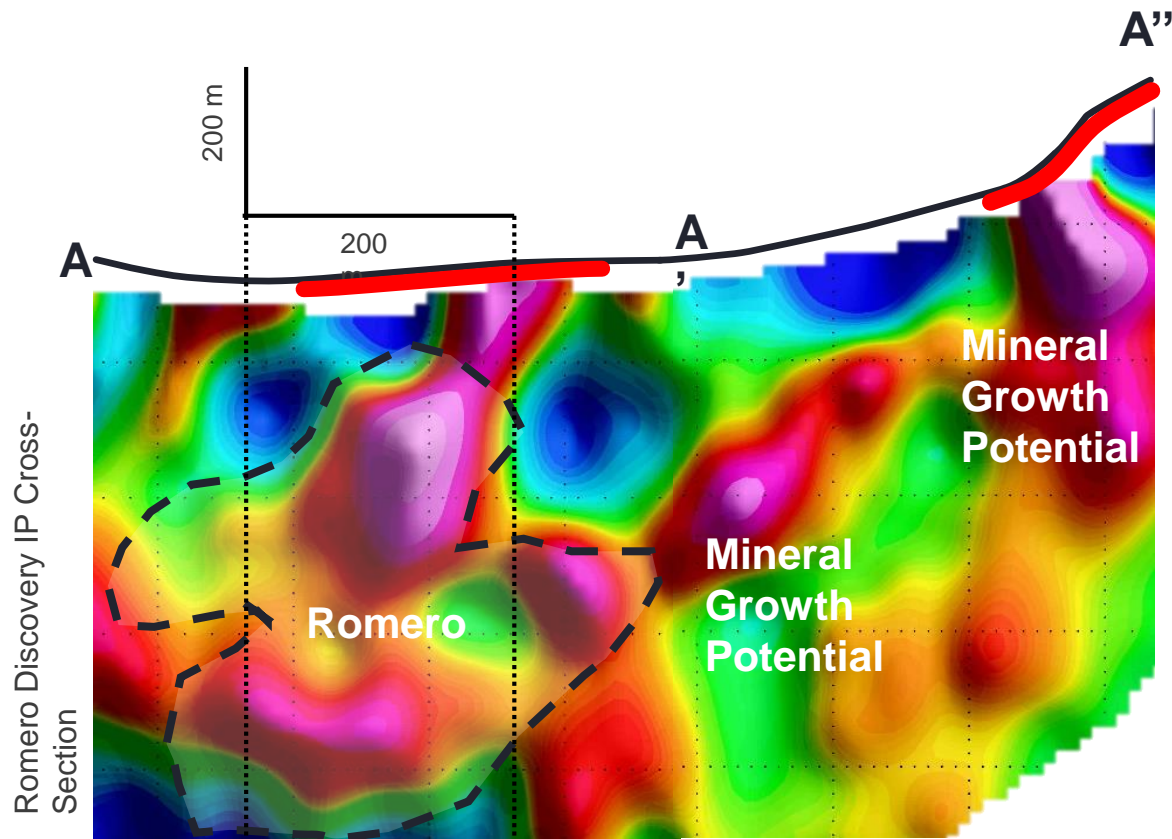 A”
200 m
200
m
A
A
’
Mineral
Growth
Potential
Mineral
Growth
Potential
Romero
Romero Discovery IP Cross-
Section